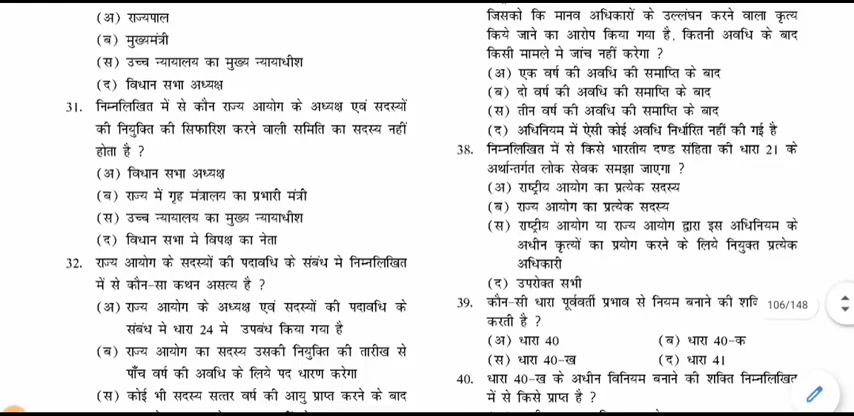 (अ) राज्यपाल
(ब) मुख्यमंत्री
(स) उच्च न्यायालय का मुख्य न्यायाधीश
(द) विधान सभा अध्यक्ष
31. निम्नलिखित में से कौन राज्य आयोग के अध्यक्ष एवं सदस्यों
की नियुक्ति की सिफारिश करने वाली समिति का सदस्य नहीं
होता है ?
(अ) विधान सभा अध्यक्ष
(ब) राज्य में गृह मंत्रालय का प्रभारी मंत्री
(स) उच्च न्यायालय का मुख्य न्यायाधीश
(द) विधान सभा मे विपक्ष का नेता
32. राज्य आयोग के सदस्यों की पदावधि के संबंध मे निम्नलिखित
में से कौन-सा कथन असत्य है ?
(अ) राज्य आयोग के अध्यक्ष एवं सदस्यों की पदावधि के
संबंध मे धारा 24 मे उपबंध किया गया है
(ब) राज्य आयोग का सदस्य उसकी नियुक्ति की तारीख से
पाँच वर्ष की अवधि के लिये पद धारण करेगा
(स) कोई भी सदस्य सत्तर वर्ष की आयु प्राप्त करने के बाद
जिसको कि मानव अधिकारों के उल्लंघन करने वाला कृत्य
किये जाने का आरोप किया गया है, कितनी अवधि के बाद
किसी मामले मे जांच नहीं करेगा ?
(अ) एक वर्ष की अवधि की समाप्ति के बाद
(ब) दो वर्ष की अवधि की समाप्ति के बाद
(स) तीन वर्ष की अवधि की समाप्ति के बाद
(द) अधिनियम में ऐसी कोई अवधि निर्धारित नहीं की गई है
38. निम्नलिखित में से किसे भारतीय दण्ड संहिता की धारा 21 के
अर्थान्तर्गत लोक सेवक समझा जाएगा ?
(अ) राष्ट्रीय आयोग का प्रत्येक सदस्य
(ब) राज्य आयोग का प्रत्येक सदस्य
(स) राष्ट्रीय आयोग या राज्य आयोग द्वारा इस अधिनियम के
अधीन कृत्यों का प्रयोग करने के लिये नियुक्त प्रत्येक
अधिकारी
(द) उपरोक्त सभी
39. कौन-सी धारा पूर्ववर्ती प्रभाव से नियम बनाने की
करती है ?
(अ) धारा 40 (ब) धारा 40-क
(स) धारा 40-ख (द) धारा 41
40. धारा 40-ख के अधीन विनियम बनाने की शक्ति निम्नलिखित
में से किसे प्राप्त है ?
106/148